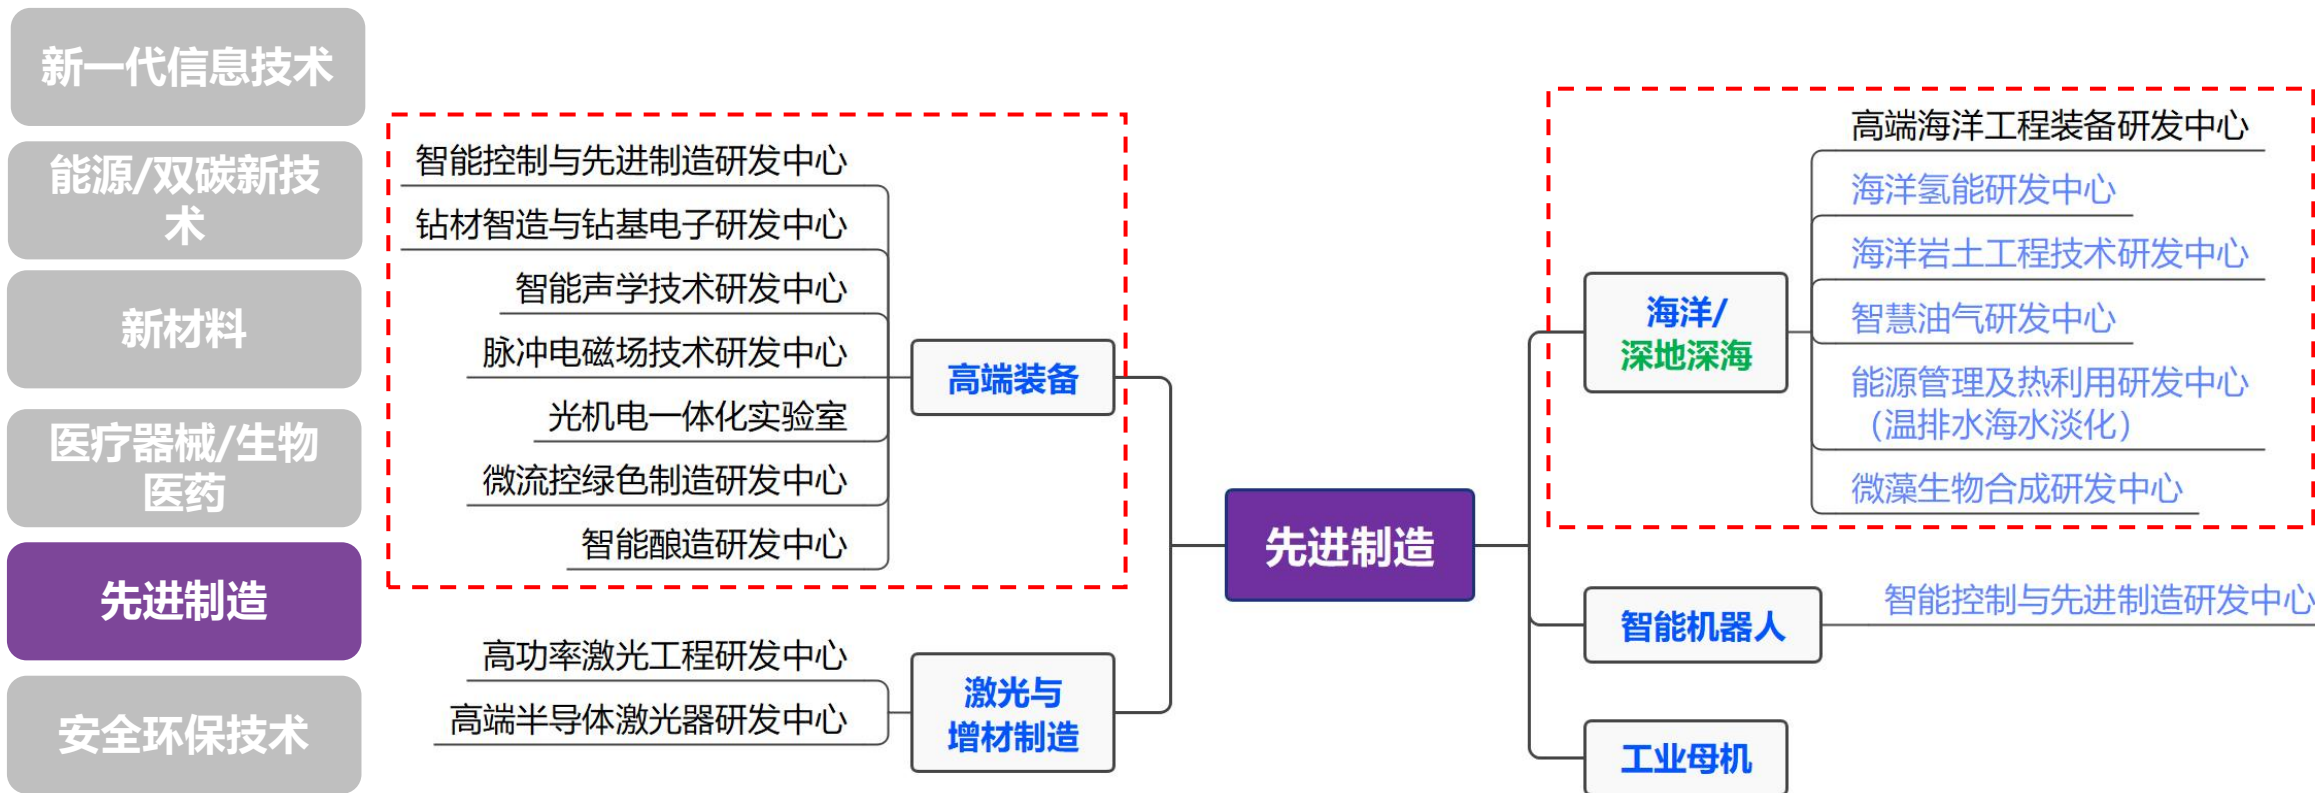 新一代信息技术
能源/双碳新技
术
新材料
医疗器械/生物
医药
先进制造
安全环保技术
智能控制与先进制造研发中心
钻材智造与钻基电子研发中心
智能声学技术研发中心
脉冲电磁场技术研发中心
光机电一体化实验室
微流控绿色制造研发中心
智能酿造研发中心
高端装备
高功率激光工程研发中心
高端半导体激光器研发中心
激光与
增材制造
先进制造
海洋/
深地深海
高端海洋工程装备研发中心
海洋氢能研发中心
海洋岩土工程技术研发中心
智慧油气研发中心
能源管理及热利用研发中心
（温排水海水淡化）
微藻生物合成研发中心
智能机器人
智能控制与先进制造研发中心
工业母机